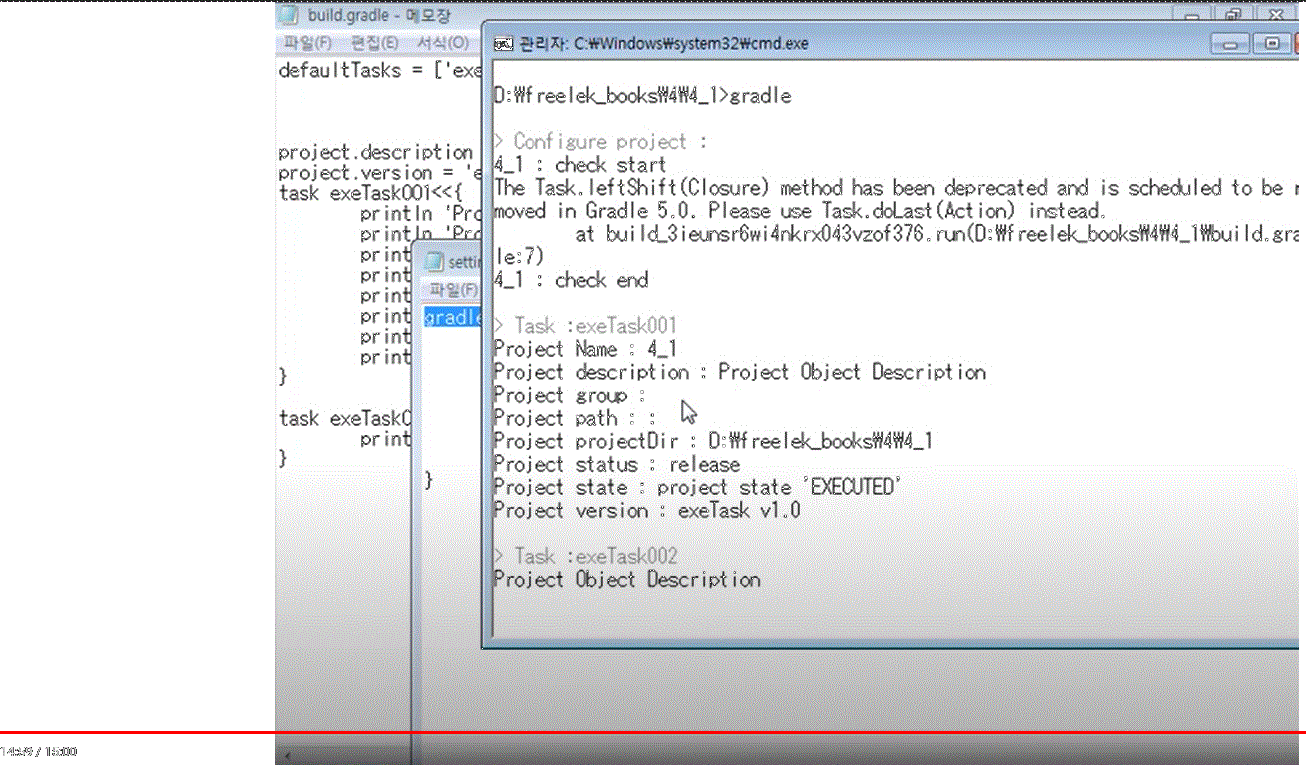 build.gradle - 메모장
파일(F) 편집(E) 서식(O)
defaultTasks = ['exe
project.description
project.version = 'e
task exeTask001<<{
println 'Pro
println 'Pro
print
print
print
print
print
print
}
task exeTask0
print
}
settin
파일(F)
gradle
}
관리자: C:₩Windows₩system32₩cmd.exe
D:₩freelek_books₩4₩4_1>gradle
> Configure project :
4_1 : check start
The Task.leftShift(Closure) method has been deprecated and is scheduled to be r
moved in Gradle 5.0. Please use Task.doLast(Action) instead.
at build_3ieunsr6wi4nkrx043vzof376.run(D:₩freelek_books₩4₩4_1₩build.gra
le:7)
4_1 : check end
> Task :exeTask001
Project Name : 4_1
Project description : Project Object Description
Project group :
Project path : :
Project projectDir : D:₩freelek_books₩4₩4_1
Project status : release
Project state : project state 'EXECUTED'
Project version : exeTask v1.0
> Task :exeTask002
Project Object Description
14:59 / 15:00